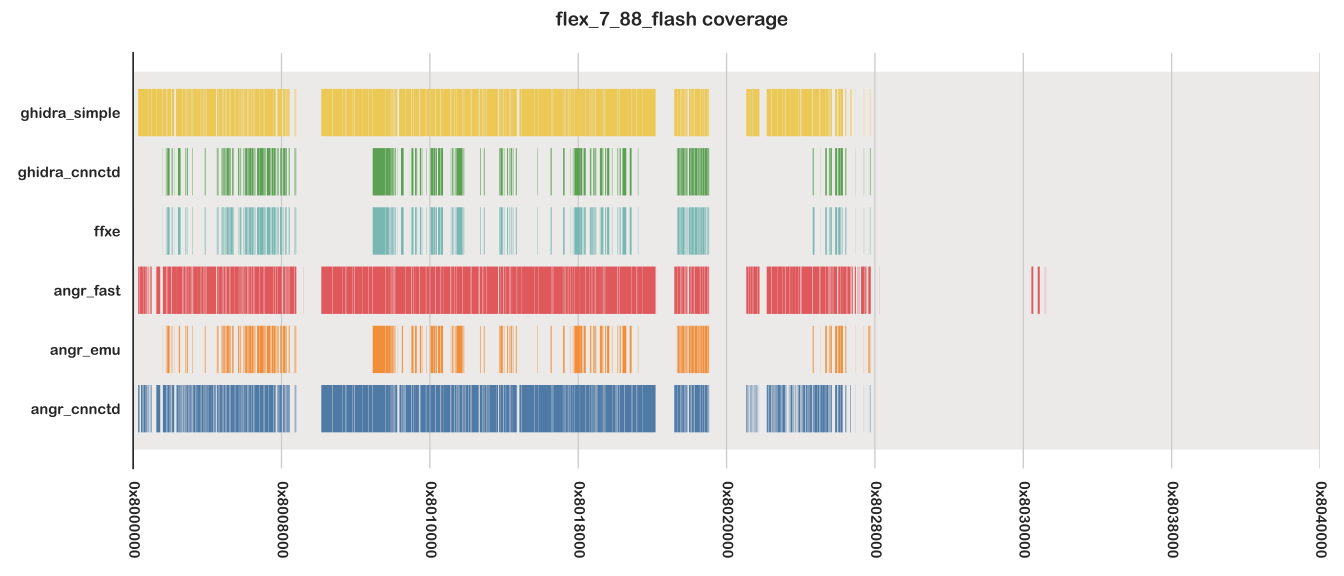 flex_7_88_flash coverage
ghidra_simple
ghidra_cnnctd
ffxe
angr_fast
angr_emu
angr_cnnctd
0x8000000
0x8008000
0x8010000
0x8018000
0x8020000
0x8028000
0x8030000
0x8038000
0x8040000